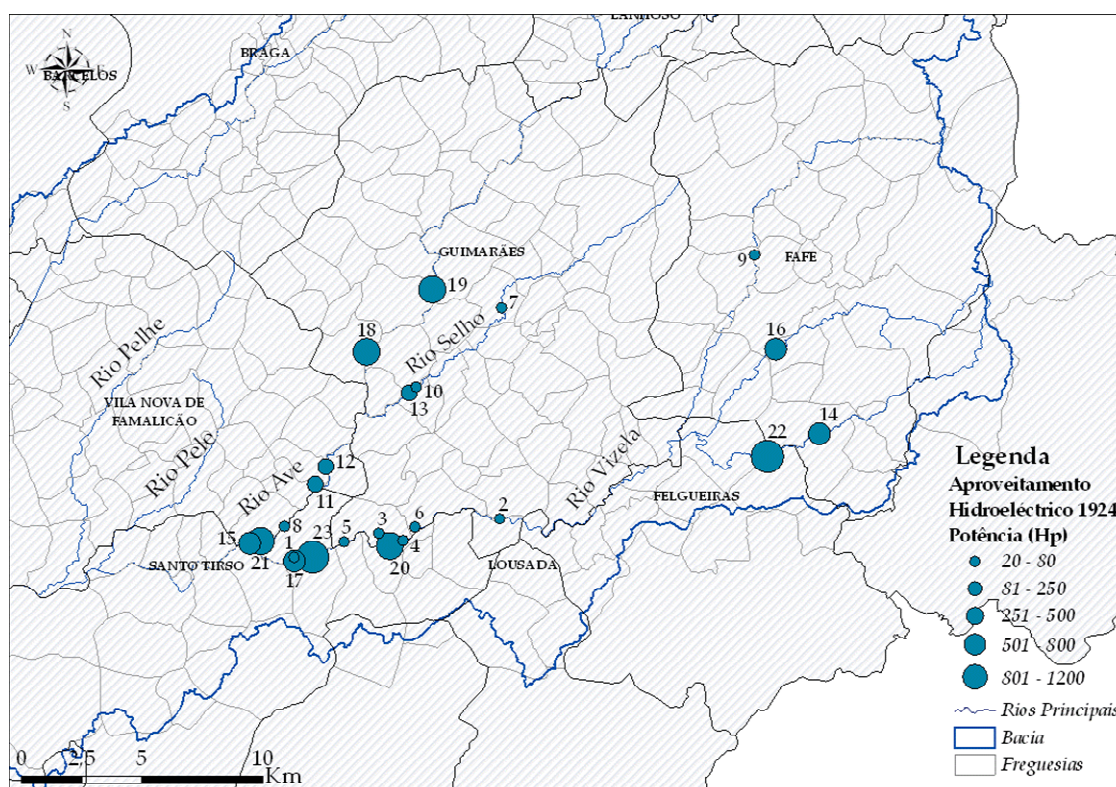 LANHOSO
BRAGA
N
W
E
S
BARCELOS
GUIMARÃES
9
FAFE
19
7
Rio Selho
18
16
Rio Pelhe
10
13
VILA NOVA DE
FAMALICÃO
14
22
Rio Pele
Rio Vizela
12
Rio Ave
11
FELGUEIRAS
2
6
3
5
23
8
4
15
1
21
17
20
SANTO TIRSO
LOUSADA
Legenda
Aproveitamento
Hidroeléctrico 1924
Potência (Hp)
20 - 80
81 - 250
251 - 500
501 - 800
801 - 1200
Rios Principais
Bacia
Freguesias
0 2,5 5 10
Km